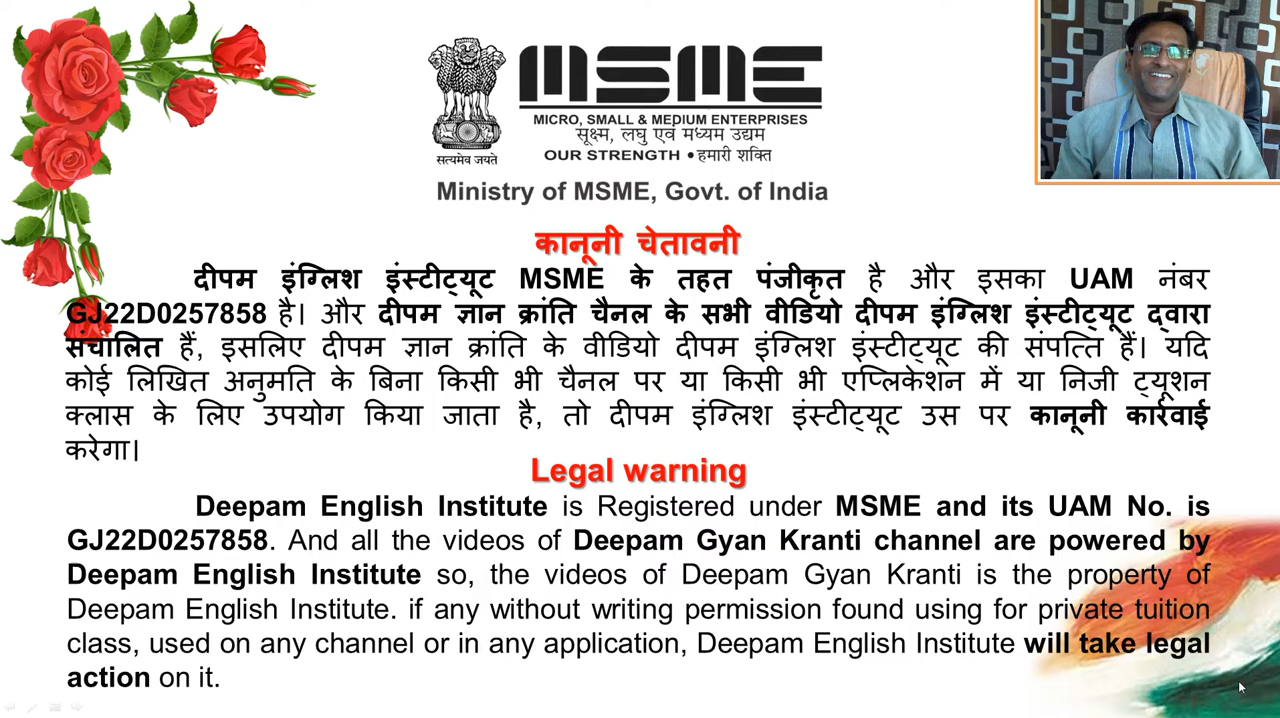 MSME
MICRO, SMALL & MEDIUM ENTERPRISES
सूक्ष्म, लघु एवं मध्यम उद्यम
सत्यमेव जयते
OUR STRENGTH • हमारी शक्ति
Ministry of MSME, Govt. of India
कानूनी चेतावनी
दीपम इंग्लिश इंस्टीट्यूट MSME के तहत पंजीकृत है और इसका UAM नंबर
GJ22D0257858 है। और दीपम ज्ञान क्रांति चैनल के सभी वीडियो दीपम इंग्लिश इंस्टीट्यूट द्वारा
संचालित हैं, इसलिए दीपम ज्ञान क्रांति के वीडियो दीपम इंग्लिश इंस्टीट्यूट की संपत्ति हैं। यदि
कोई लिखित अनुमति के बिना किसी भी चैनल पर या किसी भी एप्लिकेशन में या निजी ट्यूशन
क्लास के लिए उपयोग किया जाता है, तो दीपम इंग्लिश इंस्टीट्यूट उस पर कानूनी कार्रवाई
करेगा।
Legal warning
Deepam English Institute is Registered under MSME and its UAM No. is
GJ22D0257858. And all the videos of Deepam Gyan Kranti channel are powered by
Deepam English Institute so, the videos of Deepam Gyan Kranti is the property of
Deepam English Institute. if any without writing permission found using for private tuition
class, used on any channel or in any application, Deepam English Institute will take legal
action on it.